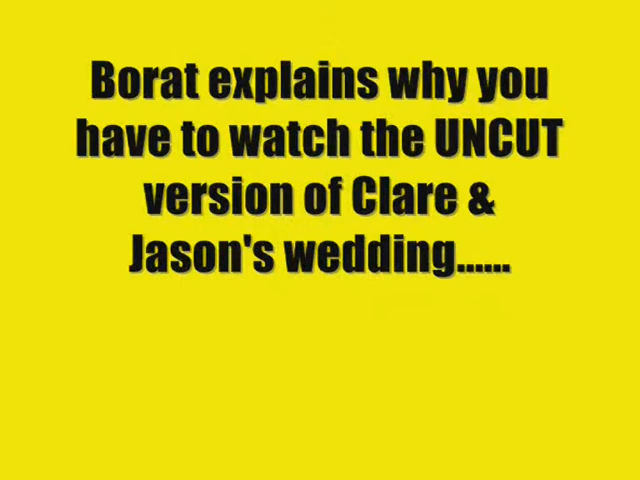 Borat explains why you
have to watch the UNCUT
version of Clare &
Jason's wedding......